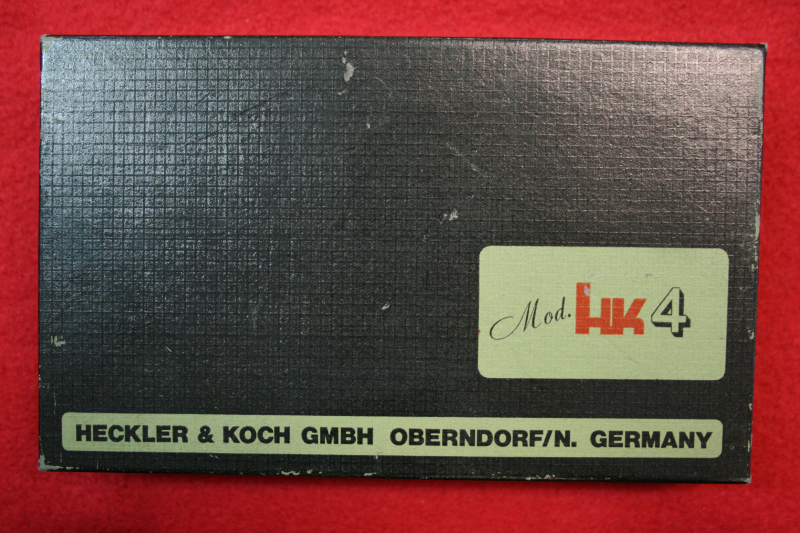 Mod. HK 4
HECKLER & KOCH GMBH OBERNDORF/N. GERMANY